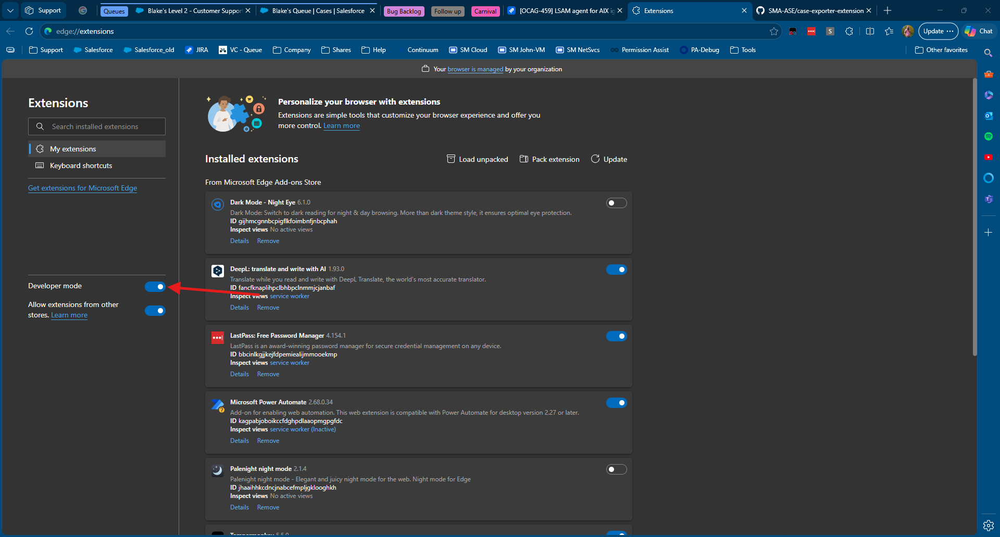 Support
Queues
Blake's Level 2 - Customer Suppor
Blake's Queue | Cases | Salesforce
Bug Backlog
Follow up
Carnival
[OCAG-459] LSAM agent for AIX ig
Extensions
SMA-ASE/case-exporter-extension
edge://extensions
S
Update
Chat
Support
Salesforce
Salesforce_old
JIRA
VC - Queue
Company
Shares
Help
Continuum
SM Cloud
SM John-VM
SM NetSvcs
Permission Assist
PA-Debug
Tools
Other favorites
Your browser is managed by your organization
Extensions
Search installed extensions
My extensions
Keyboard shortcuts
Get extensions for Microsoft Edge
Developer mode
Allow extensions from other
stores. Learn more
Personalize your browser with extensions
Extensions are simple tools that customize your browser experience and offer you
more control. Learn more
Installed extensions
Load unpacked
Pack extension
Update
From Microsoft Edge Add-ons Store
Dark Mode - Night Eye 6.1.0
Dark Mode: Switch to dark reading for night & day browsing. More than dark theme style, it ensures optimal eye protection.
ID gijhmcgnnbcpigflkfoimbnfjnbcphah
Inspect views No active views
Details Remove
DeepL: translate and write with AI 1.93.0
Translate while you read and write with DeepL Translate, the world's most accurate translator.
ID fancfknaplihpclbhbpclnmmjcjanbaf
Inspect views service worker
Details Remove
LastPass: Free Password Manager 4.154.1
LastPass is an award-winning password manager for secure credential management on any device.
ID bbcinlkgjjkejfdpemiealijmmooekmp
Inspect views service worker
Details Remove
Microsoft Power Automate 2.68.0.34
Add-on for enabling web automation. This web extension is compatible with Power Automate for desktop version 2.27 or later.
ID kagpabjoboikccfdghpdlaaopmgpgfdc
Inspect views service worker (Inactive)
Details Remove
Palenight night mode 2.1.4
Palenight night mode - Elegant and juicy night mode for the web. Night mode for Edge
ID jhaaihhkcdncjnabcefmpljgklooghkh
Inspect views No active views
Details Remove
Tampermonkey 5.5.0